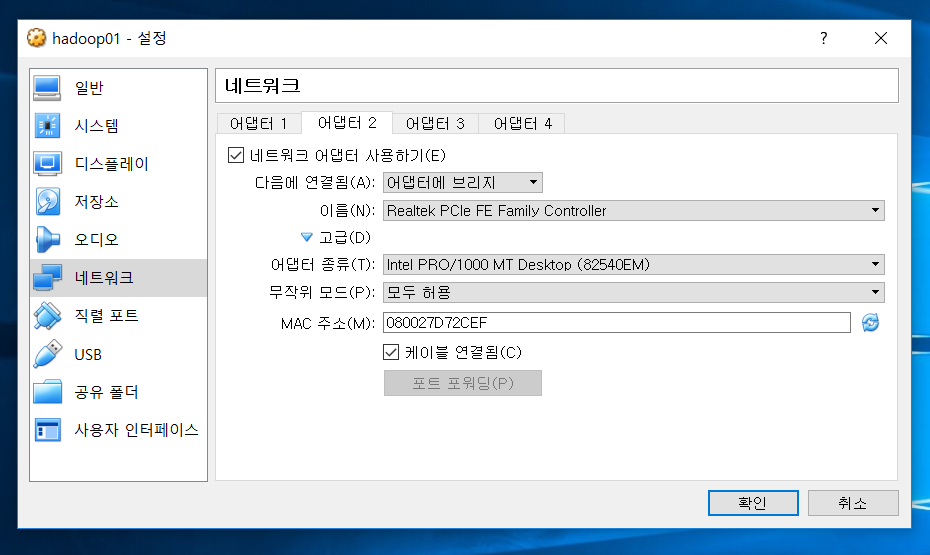 hadoop01 - 설정
?
일반
시스템
디스플레이
저장소
오디오
네트워크
직렬 포트
USB
공유 폴더
사용자 인터페이스
네트워크
어댑터 1 어댑터 2 어댑터 3 어댑터 4
네트워크 어댑터 사용하기(E)
다음에 연결됨(A): 어댑터에 브리지
이름(N): Realtek PCIe FE Family Controller
고급(D)
어댑터 종류(T): Intel PRO/1000 MT Desktop (82540EM)
무작위 모드(P): 모두 허용
MAC 주소(M): 080027D72CEF
케이블 연결됨(C)
포트 포워딩(P)
확인 취소